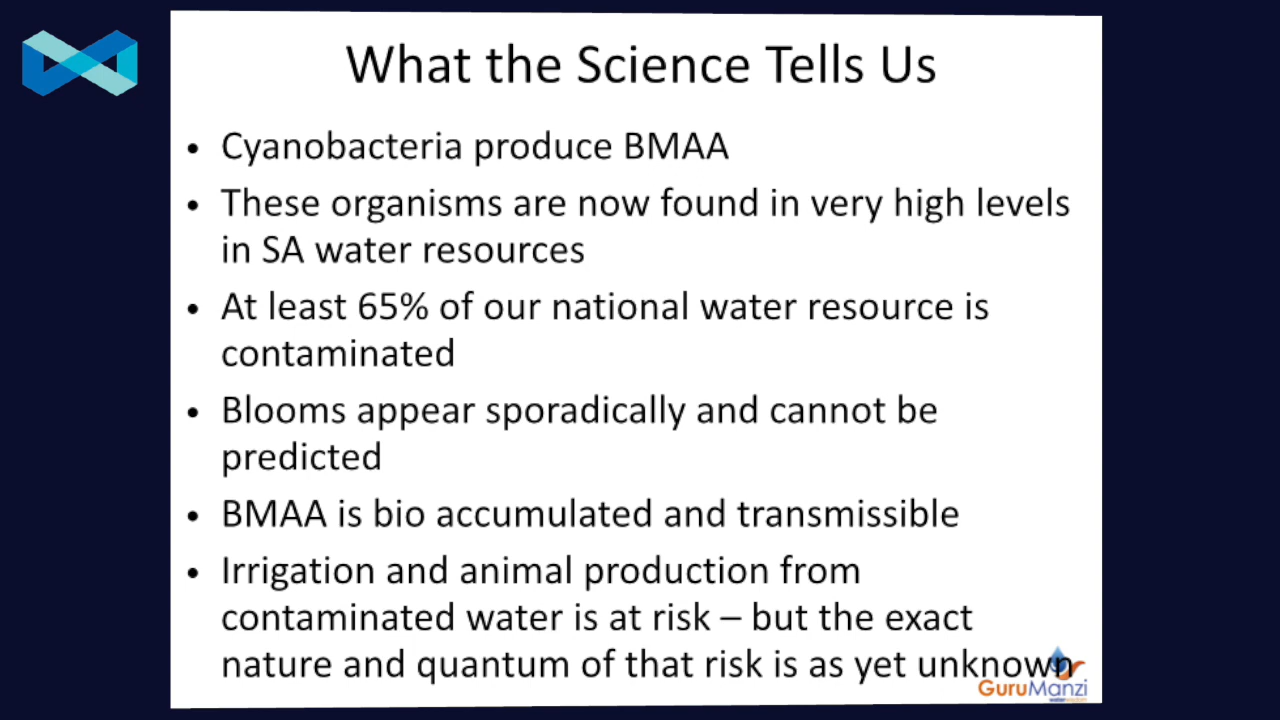 What the Science Tells Us
• Cyanobacteria produce BMAA
• These organisms are now found in very high levels
in SA water resources
• At least 65% of our national water resource is
contaminated
• Blooms appear sporadically and cannot be
predicted
• BMAA is bio accumulated and transmissible
• Irrigation and animal production from
contaminated water is at risk – but the exact
nature and quantum of that risk is as yet unknown
GuruManzi